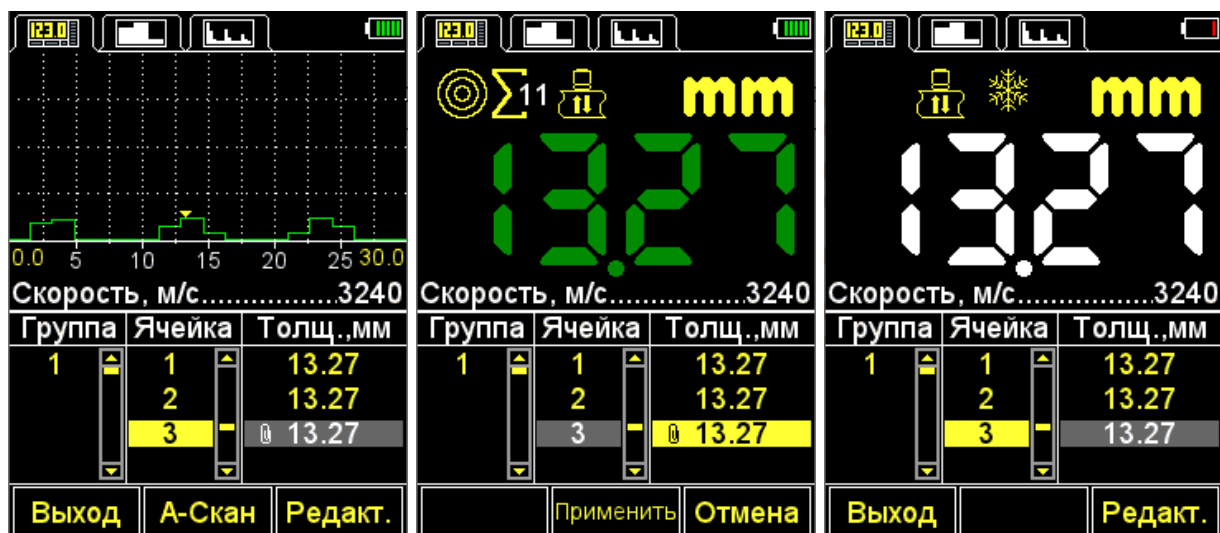 123.0
0.0 5 10 15 20 25 30.0
Скорость, м/с..................3240
Группа Ячейка Толщ.,мм
1 1 13.27
2 13.27
3 13.27
Выход А-Скан Редакт.
123.0
11 mm
13.27
Скорость, м/с..................3240
Группа Ячейка Толщ.,мм
1 1 13.27
2 13.27
3 13.27
Применить Отмена
123.0
mm
13.27
Скорость, м/с..................3240
Группа Ячейка Толщ.,мм
1 1 13.27
2 13.27
3 13.27
Выход Редакт.